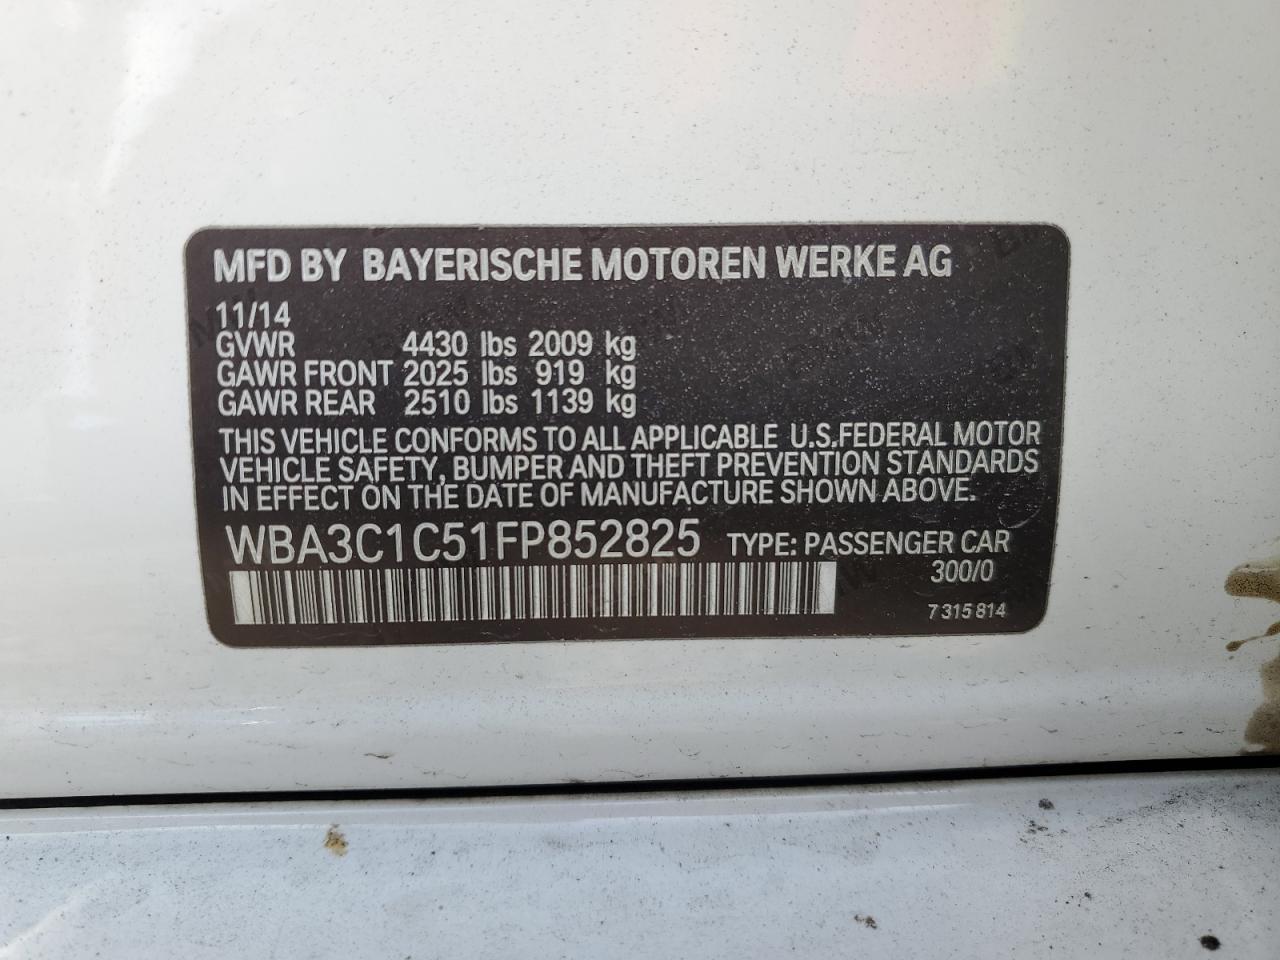 MFD BY BAYERISCHE MOTOREN WERKE AG
11/14
GVWR 4430 lbs 2009 kg
GAWR FRONT 2025 lbs 919 kg
GAWR REAR 2510 lbs 1139 kg
THIS VEHICLE CONFORMS TO ALL APPLICABLE U.S.FEDERAL MOTOR
VEHICLE SAFETY, BUMPER AND THEFT PREVENTION STANDARDS
IN EFFECT ON THE DATE OF MANUFACTURE SHOWN ABOVE.
WBA3C1C51FP852825 TYPE: PASSENGER CAR
300/0
7 315 814